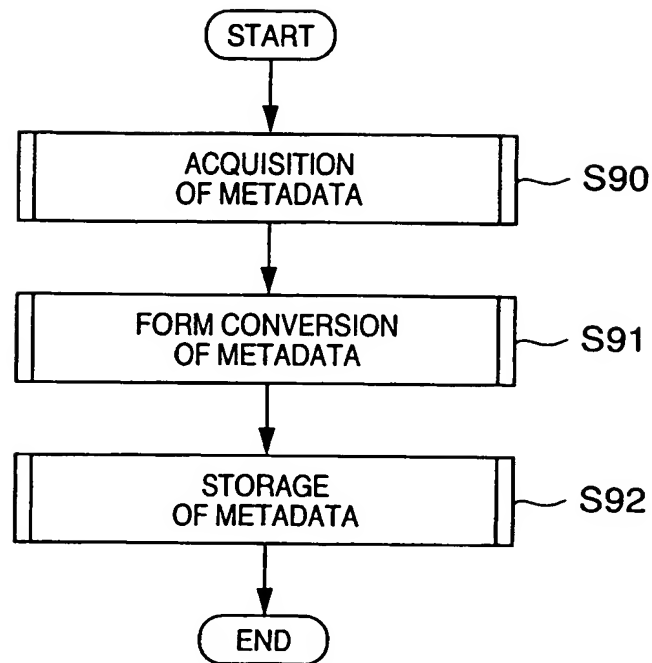 START
ACQUISITION
OF METADATA
S90
FORM CONVERSION
OF METADATA
S91
STORAGE
OF METADATA
S92
END